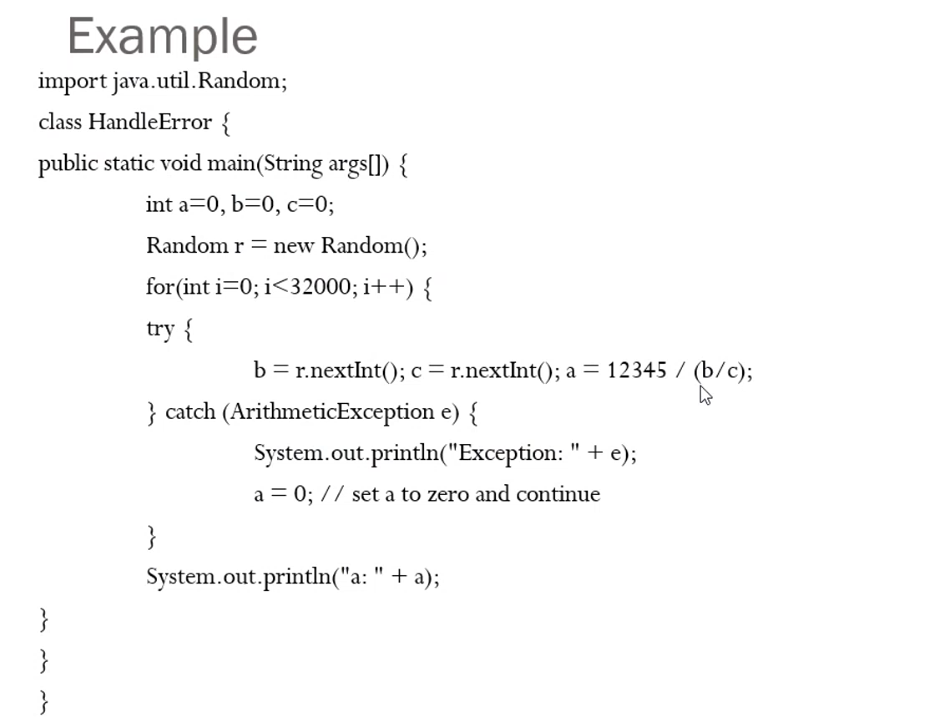 Example
import java.util.Random;
class HandleError {
public static void main(String args[]) {
int a=0, b=0, c=0;
Random r = new Random();
for(int i=0; i<32000; i++) {
try {
b = r.nextInt(); c = r.nextInt(); a = 12345 / (b/c);
} catch (ArithmeticException e) {
System.out.println("Exception: " + e);
a = 0; // set a to zero and continue
}
System.out.println("a: " + a);
}
}
}